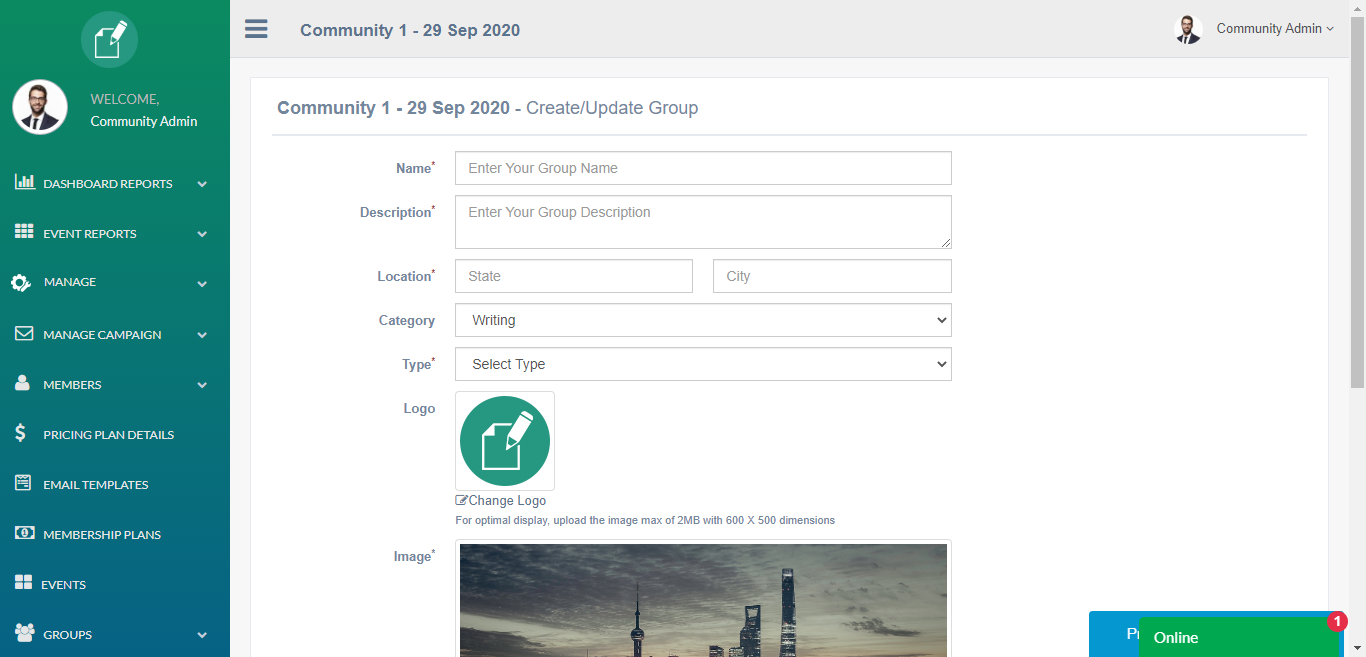 Community 1 - 29 Sep 2020
Community Admin
WELCOME,
Community Admin
DASHBOARD REPORTS
EVENT REPORTS
MANAGE
MANAGE CAMPAIGN
MEMBERS
PRICING PLAN DETAILS
EMAIL TEMPLATES
MEMBERSHIP PLANS
EVENTS
GROUPS
Community 1 - 29 Sep 2020 - Create/Update Group
Name* Enter Your Group Name
Description* Enter Your Group Description
Location* State City
Category Writing
Type* Select Type
Logo
Change Logo
For optimal display, upload the image max of 2MB with 600 X 500 dimensions
Image*
Online
1